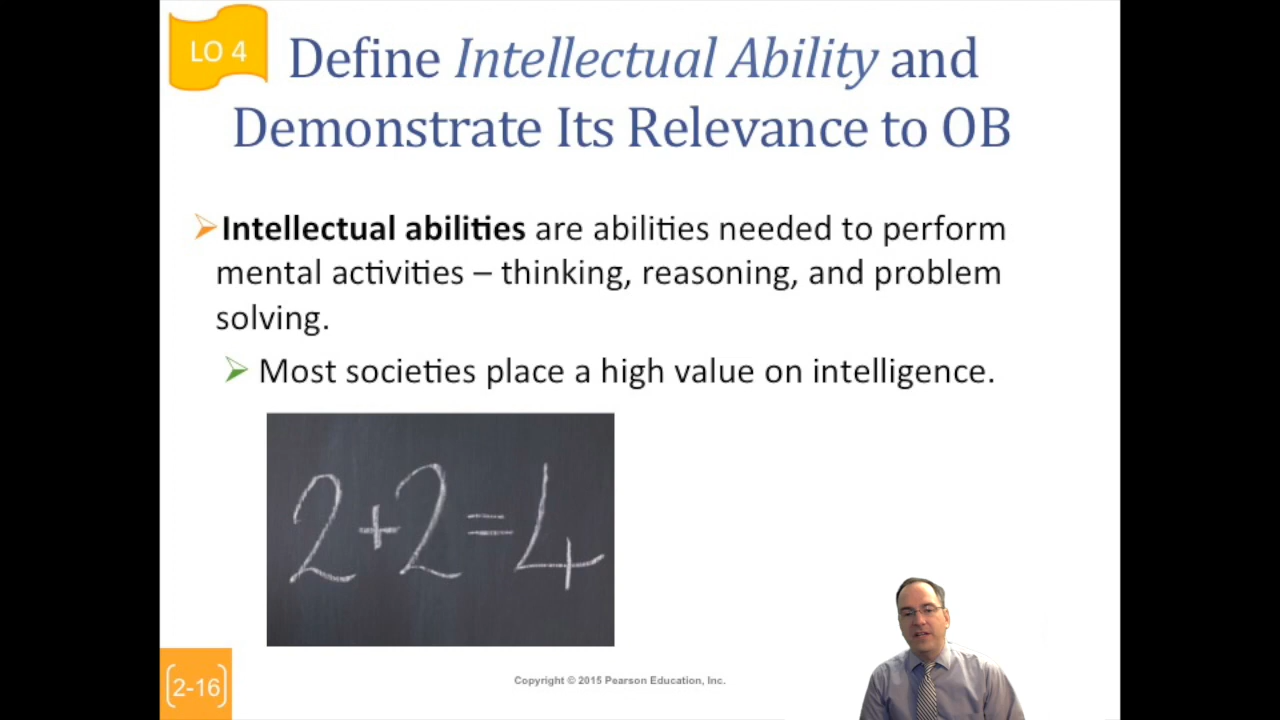 LO 4
Define Intellectual Ability and
Demonstrate Its Relevance to OB
Intellectual abilities are abilities needed to perform
mental activities – thinking, reasoning, and problem
solving.
Most societies place a high value on intelligence.
2+2=4
2-16
Copyright © 2015 Pearson Education, Inc.